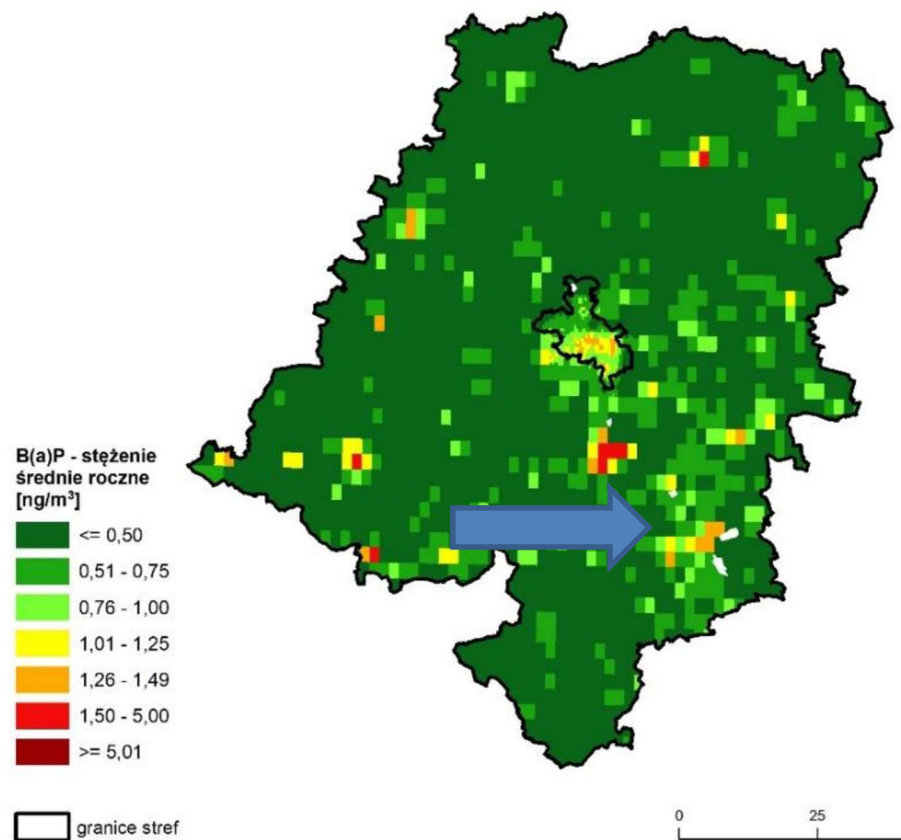 B(a)P - stężenie
średnie roczne
[ng/m³]
<= 0,50
0,51 - 0,75
0,76 - 1,00
1,01 - 1,25
1,26 - 1,49
1,50 - 5,00
>= 5,01
granice stref
0 25